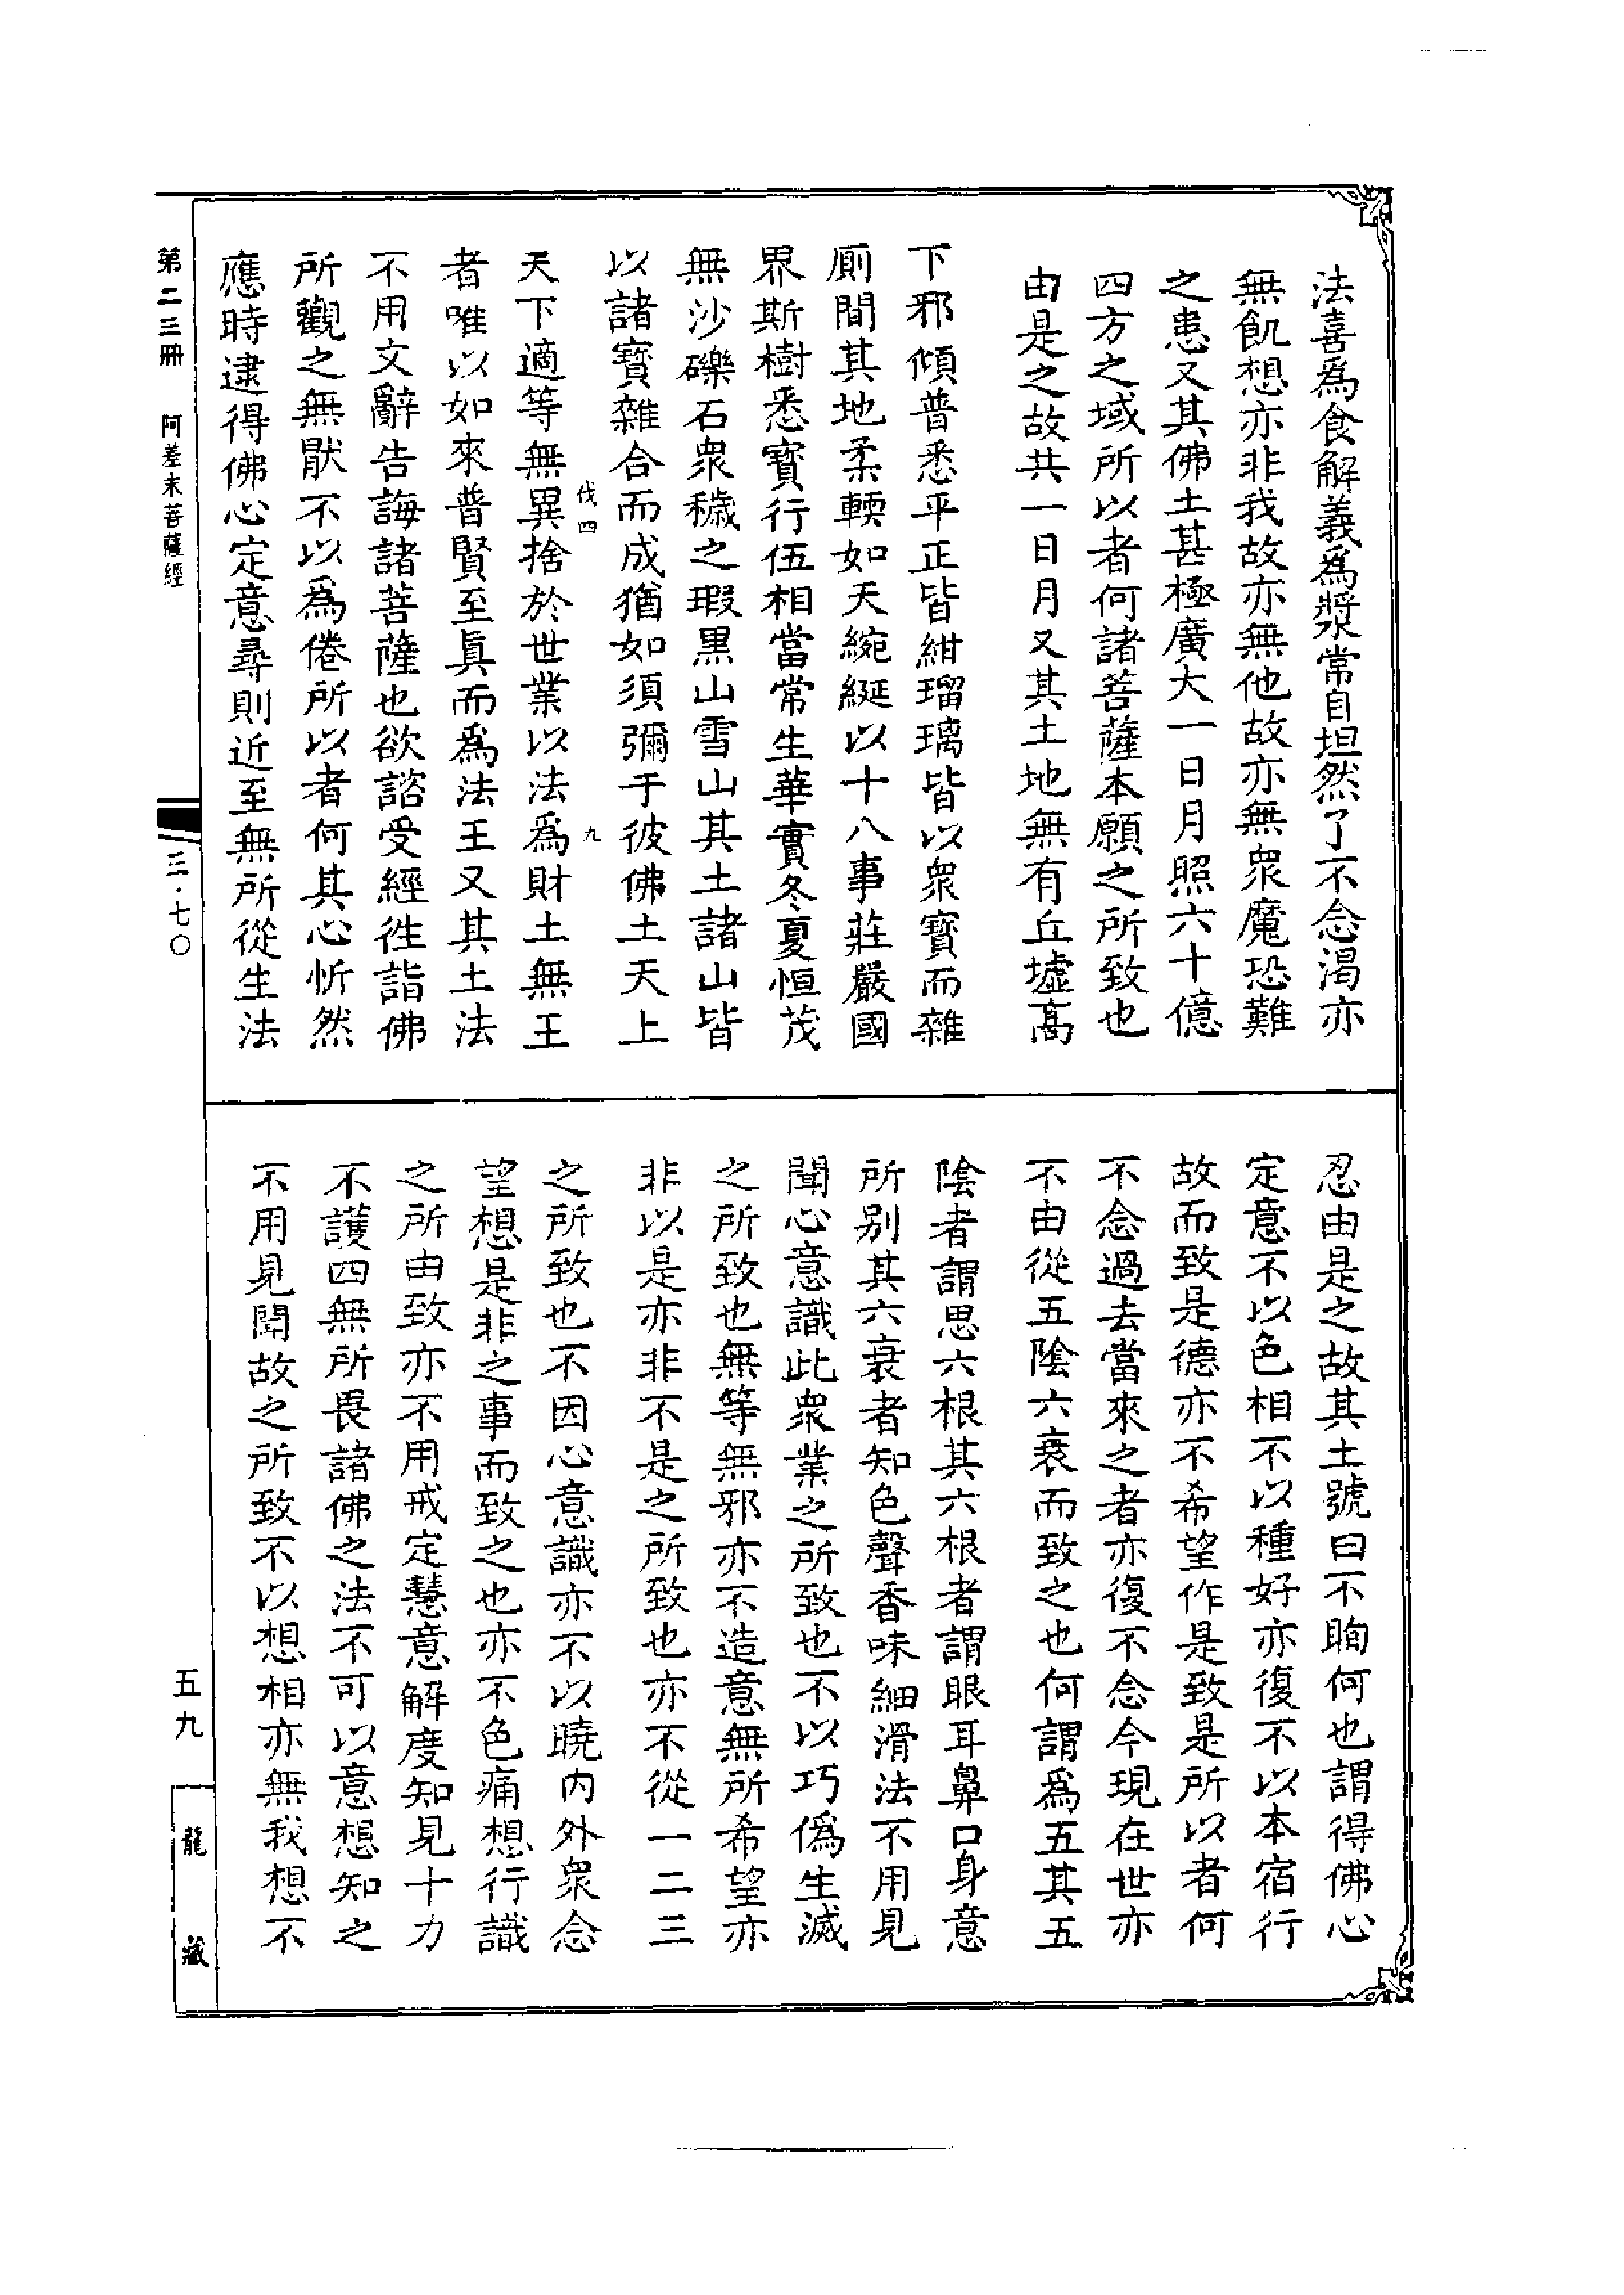 法喜爲食解義爲漿常自坦然了不念渴亦
無飢想亦非我故亦無他故亦無衆魔恐難
之患又其佛土甚極廣大一日月照六十億
四方之域所以者何諸菩薩本願之所致也
由是之故共一日月又其土地無有丘墟高
下邪傾普悉平正皆紺瑠璃皆以衆寶而雜
廁間其地柔輭如天綩綖以十八事莊嚴國
界斯樹悉寶行伍相當常生華實冬夏恒茂
無沙礫石衆穢之瑕黒山雪山其土諸山皆
以諸寶雜合而成猶如須彌于彼佛土天上
伐四 九
天下適等無異捨於世業以法爲財土無王
者唯以如來普賢至眞而爲法王又其土法
不用文辭告誨諸菩薩也欲諮受經徃詣佛
所觀之無猒不以爲倦所以者何其心忻然
應時逮得佛心定意尋則近至無所從生法
忍由是之故其土號曰不眴何也謂得佛心
定意不以色相不以種好亦復不以本宿行
故而致是德亦不希望作是致是所以者何
不念過去當來之者亦復不念今現在世亦
不由從五陰六衰而致之也何謂爲五其五
陰者謂思六根其六根者謂眼耳鼻口身意
所别其六衰者知色聲香味細滑法不用見
聞心意識此衆業之所致也不以巧僞生滅
之所致也無等無邪亦不造意無所希望亦
非以是亦非不是之所致也亦不從一二三
之所致也不因心意識亦不以曉内外衆念
望想是非之事而致之也亦不色痛想行識
之所由致亦不用戒定慧意解度知見十力
不護四無所畏諸佛之法不可以意想知之
不用見聞故之所致不以想相亦無我想不
第二三冊 阿差末菩薩經
三·七〇
五九
龍藏